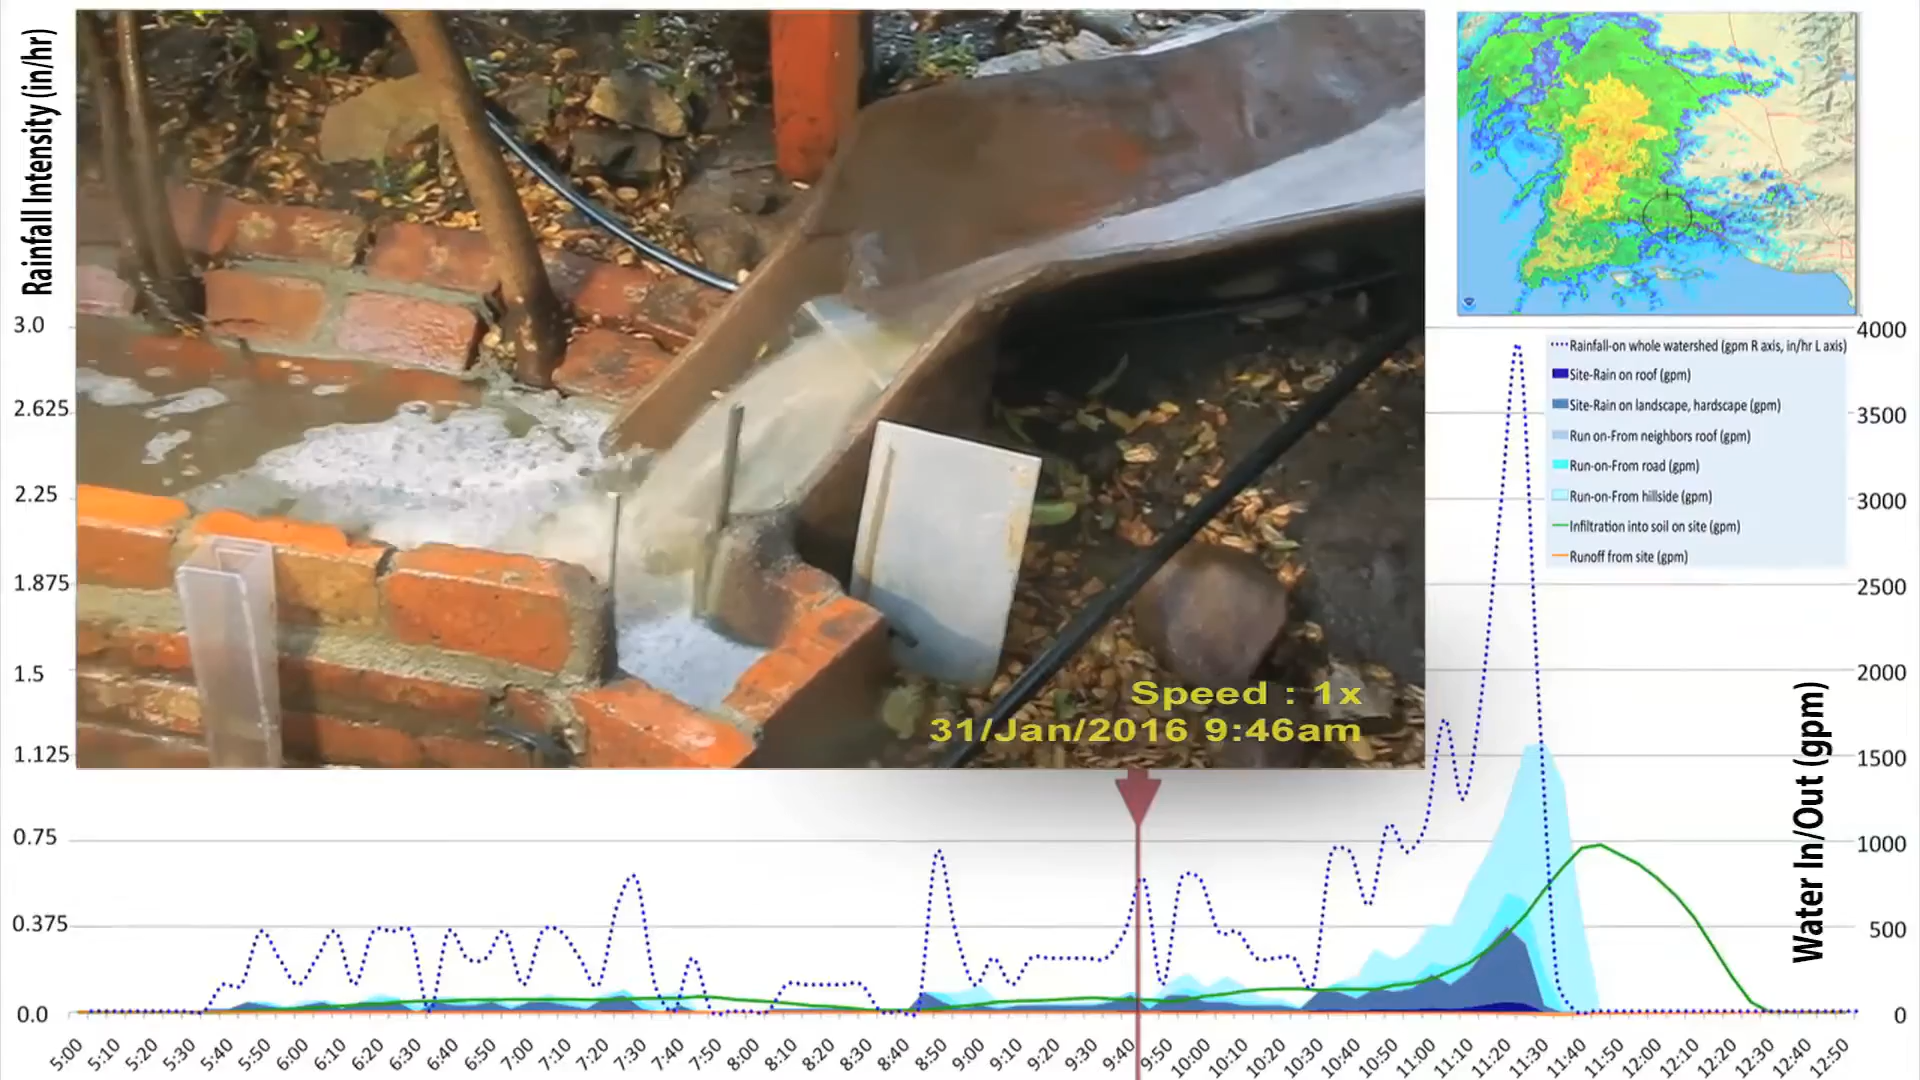 Rainfall Intensity (in/hr)
3.0
2.625
2.25
1.875
1.5
1.125
0.75
0.375
0.0
Speed : 1x
31/Jan/2016 9:46am
4000
3500
3000
2500
2000
1500
1000
500
0
Rainfall-on whole watershed (gpm R axis, in/hr L axis)
Site-Rain on roof (gpm)
Site-Rain on landscape, hardscape (gpm)
Run on-From neighbors roof (gpm)
Run-on-From road (gpm)
Run-on-From hillside (gpm)
Infiltration into soil on site (gpm)
Runoff from site (gpm)
Water In/Out (gpm)
5:00 5:10 5:20 5:30 5:40 5:50 6:00 6:10 6:20 6:30 6:40 6:50 7:00 7:10 7:20 7:30 7:40 7:50 8:00 8:10 8:20 8:30 8:40 8:50 9:00 9:10 9:20 9:30 9:40 9:50 10:00 10:10 10:20 10:30 10:40 10:50 11:00 11:10 11:20 11:30 11:40 11:50 12:00 12:10 12:20 12:30 12:40 12:50